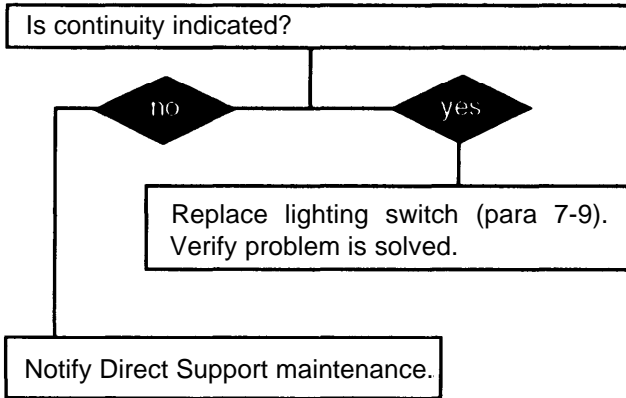 Is continuity indicated?
no
yes
Replace lighting switch (para 7-9).
Verify problem is solved.
Notify Direct Support maintenance.